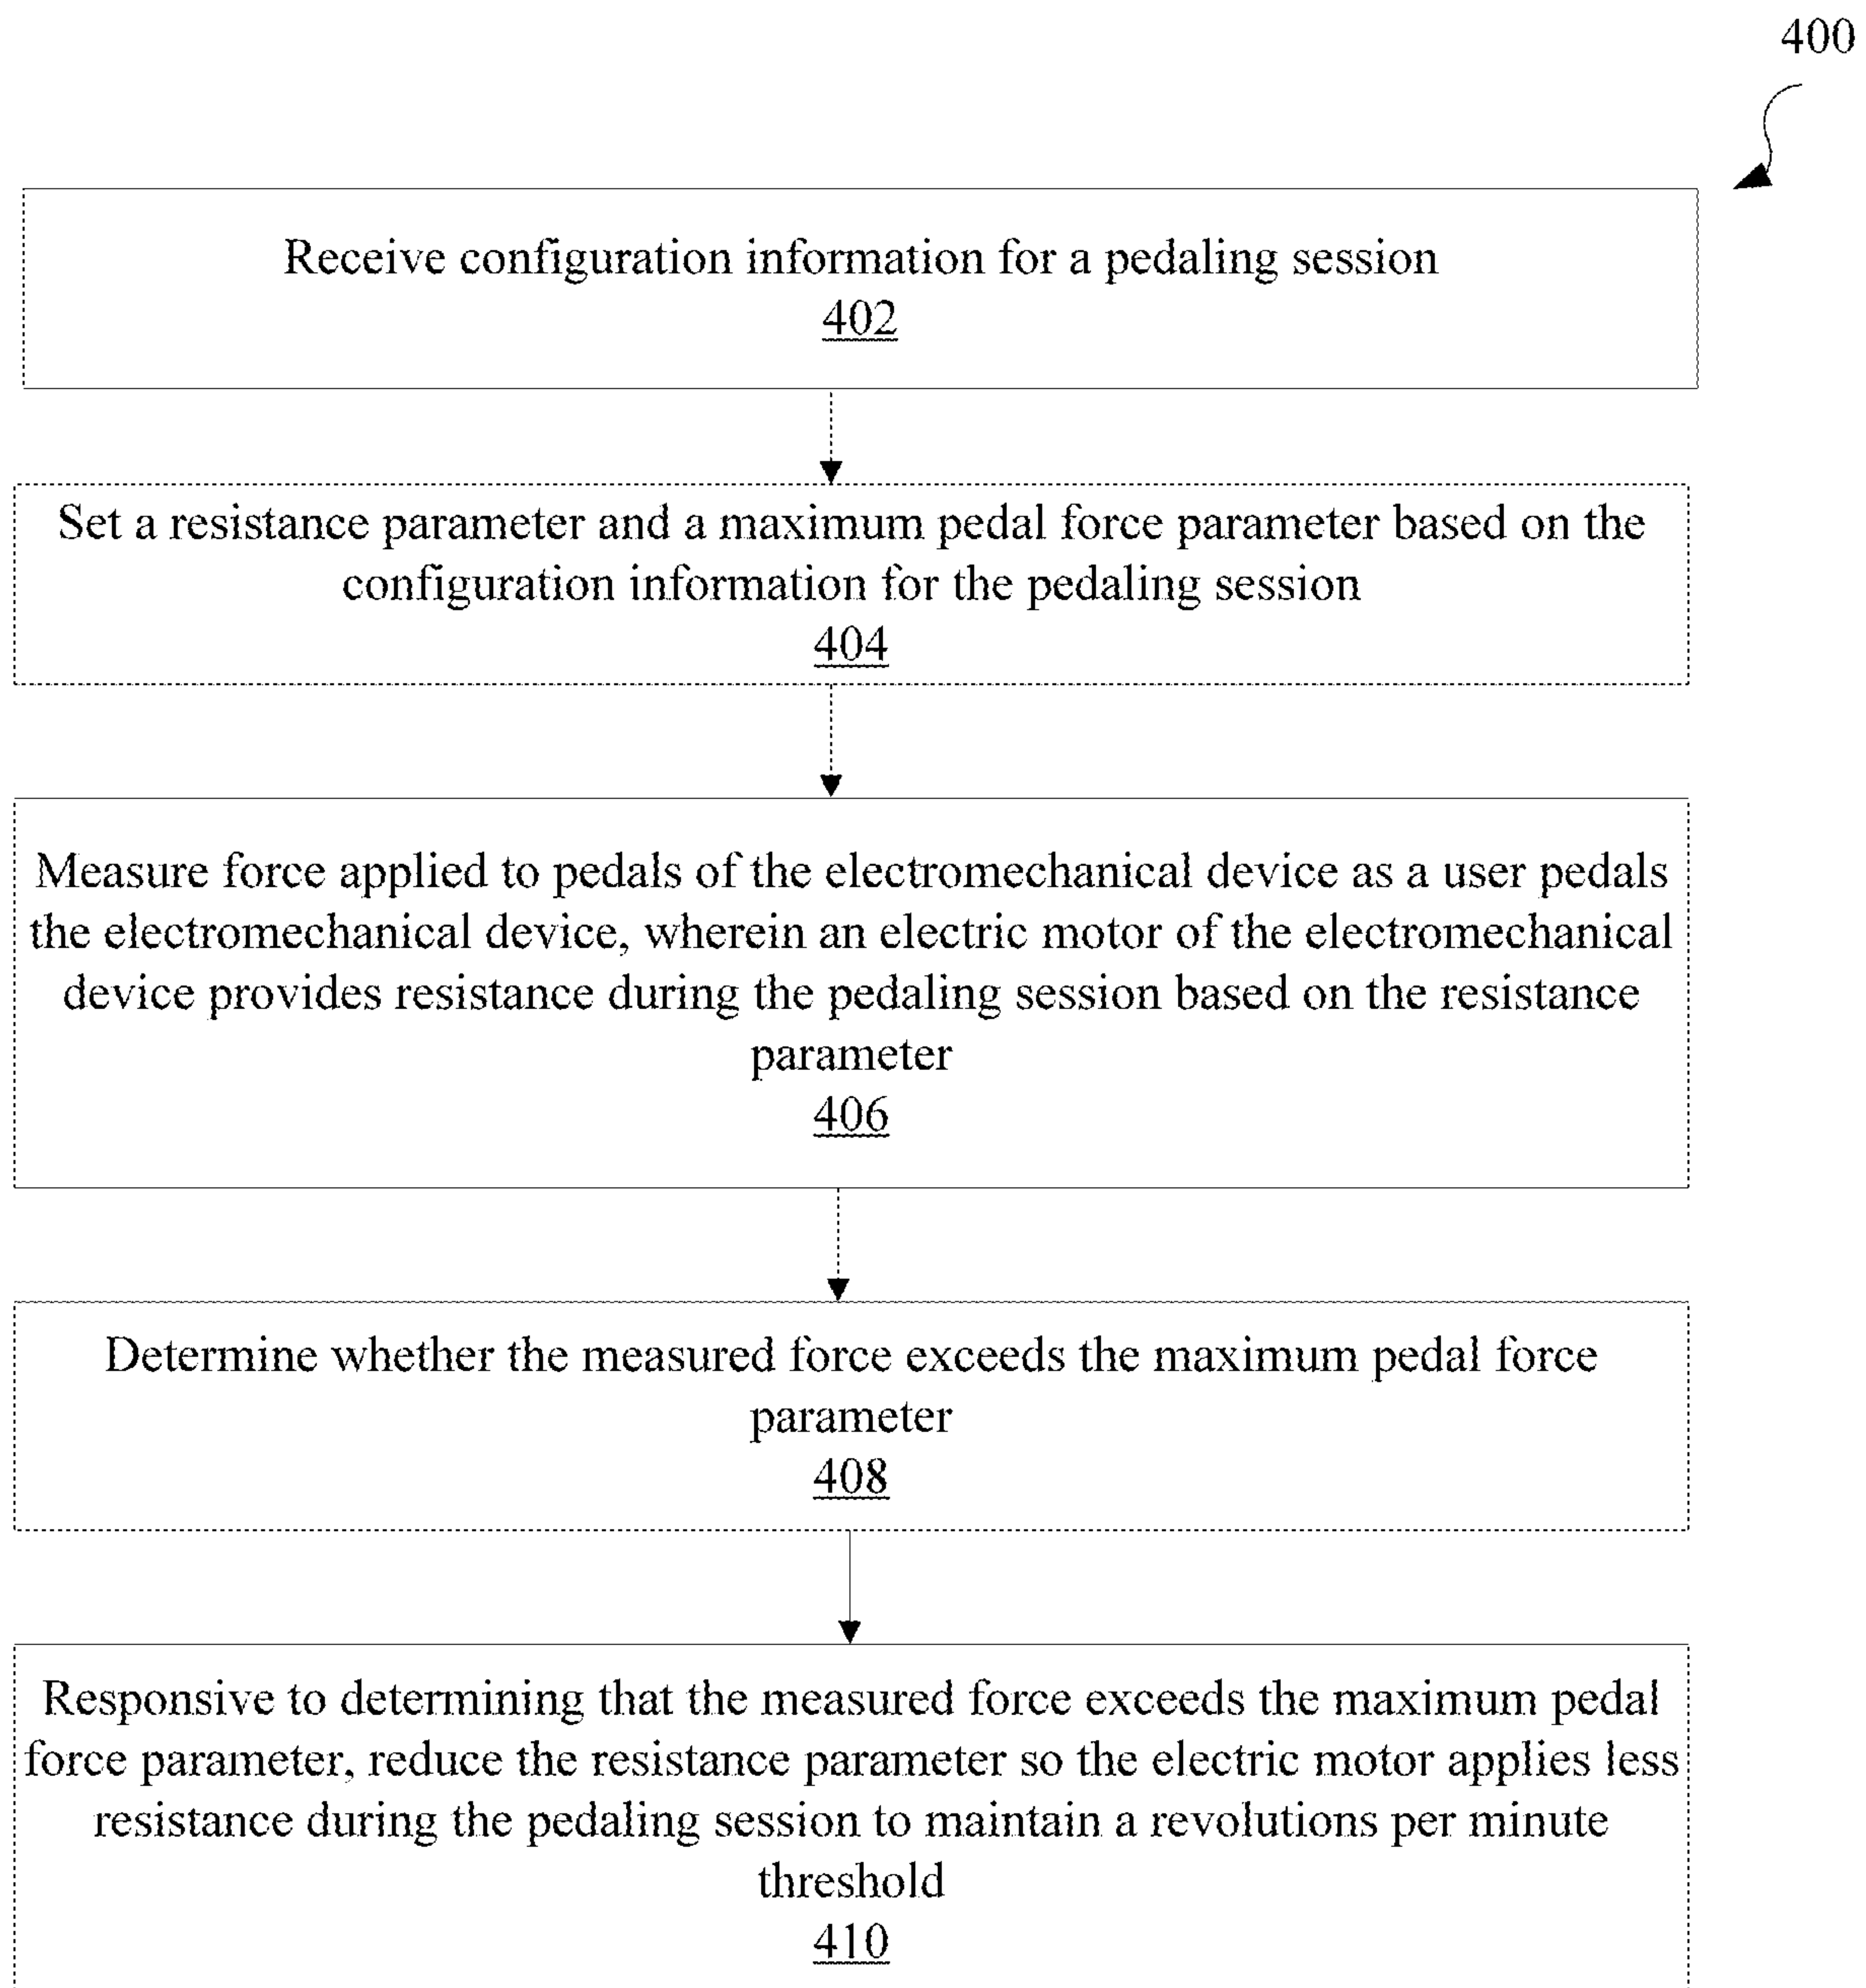 400
Receive configuration information for a pedaling session
402
Set a resistance parameter and a maximum pedal force parameter based on the
configuration information for the pedaling session
404
Measure force applied to pedals of the electromechanical device as a user pedals
the electromechanical device, wherein an electric motor of the electromechanical
device provides resistance during the pedaling session based on the resistance
parameter
406
Determine whether the measured force exceeds the maximum pedal force
parameter
408
Responsive to determining that the measured force exceeds the maximum pedal
force parameter, reduce the resistance parameter so the electric motor applies less
resistance during the pedaling session to maintain a revolutions per minute
threshold
410